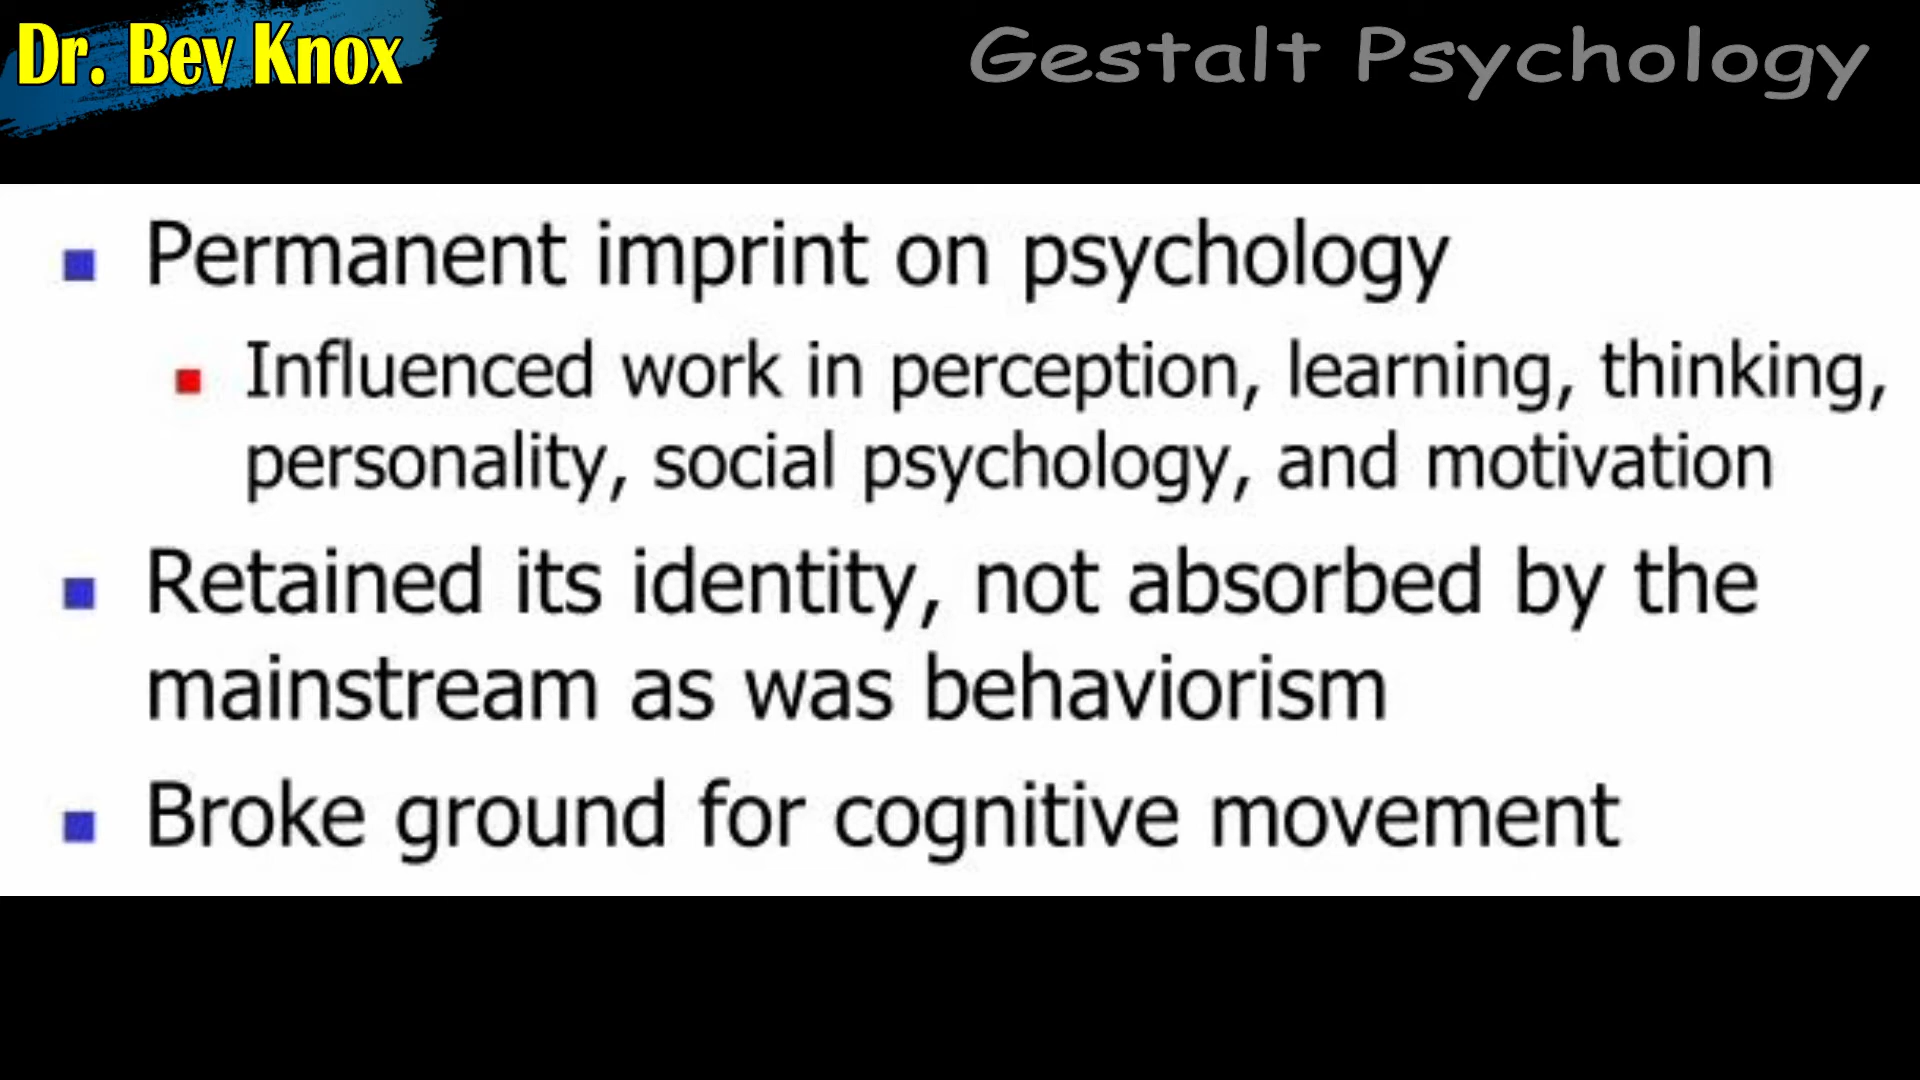 Dr. Bev Knox
Gestalt Psychology
Permanent imprint on psychology
Influenced work in perception, learning, thinking,
personality, social psychology, and motivation
Retained its identity, not absorbed by the
mainstream as was behaviorism
Broke ground for cognitive movement